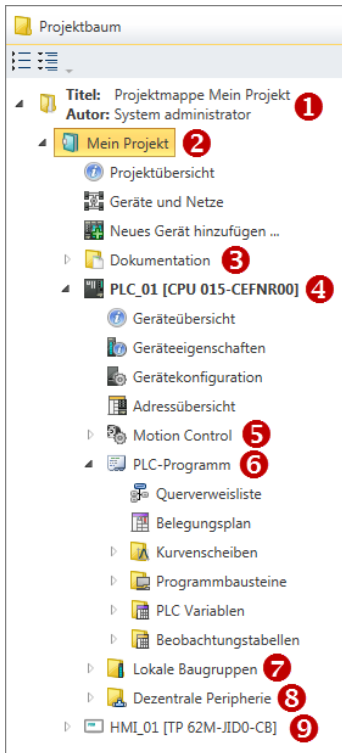 Projektbaum
Titel: Projektmappe Mein Projekt
Autor: System administrator 1
Mein Projekt 2
Projektübersicht
Geräte und Netze
Neues Gerät hinzufügen ...
Dokumentation 3
PLC_01 [CPU 015-CEFNR00] 4
Geräteübersicht
Geräteeigenschaften
Gerätekonfiguration
Adressübersicht
Motion Control 5
PLC-Programm 6
Querverweisliste
Belegungsplan
Kurvenscheiben
Programmbausteine
PLC Variablen
Beobachtungstabellen
Lokale Baugruppen 7
Dezentrale Peripherie 8
HMI_01 [TP 62M-JID0-CB] 9